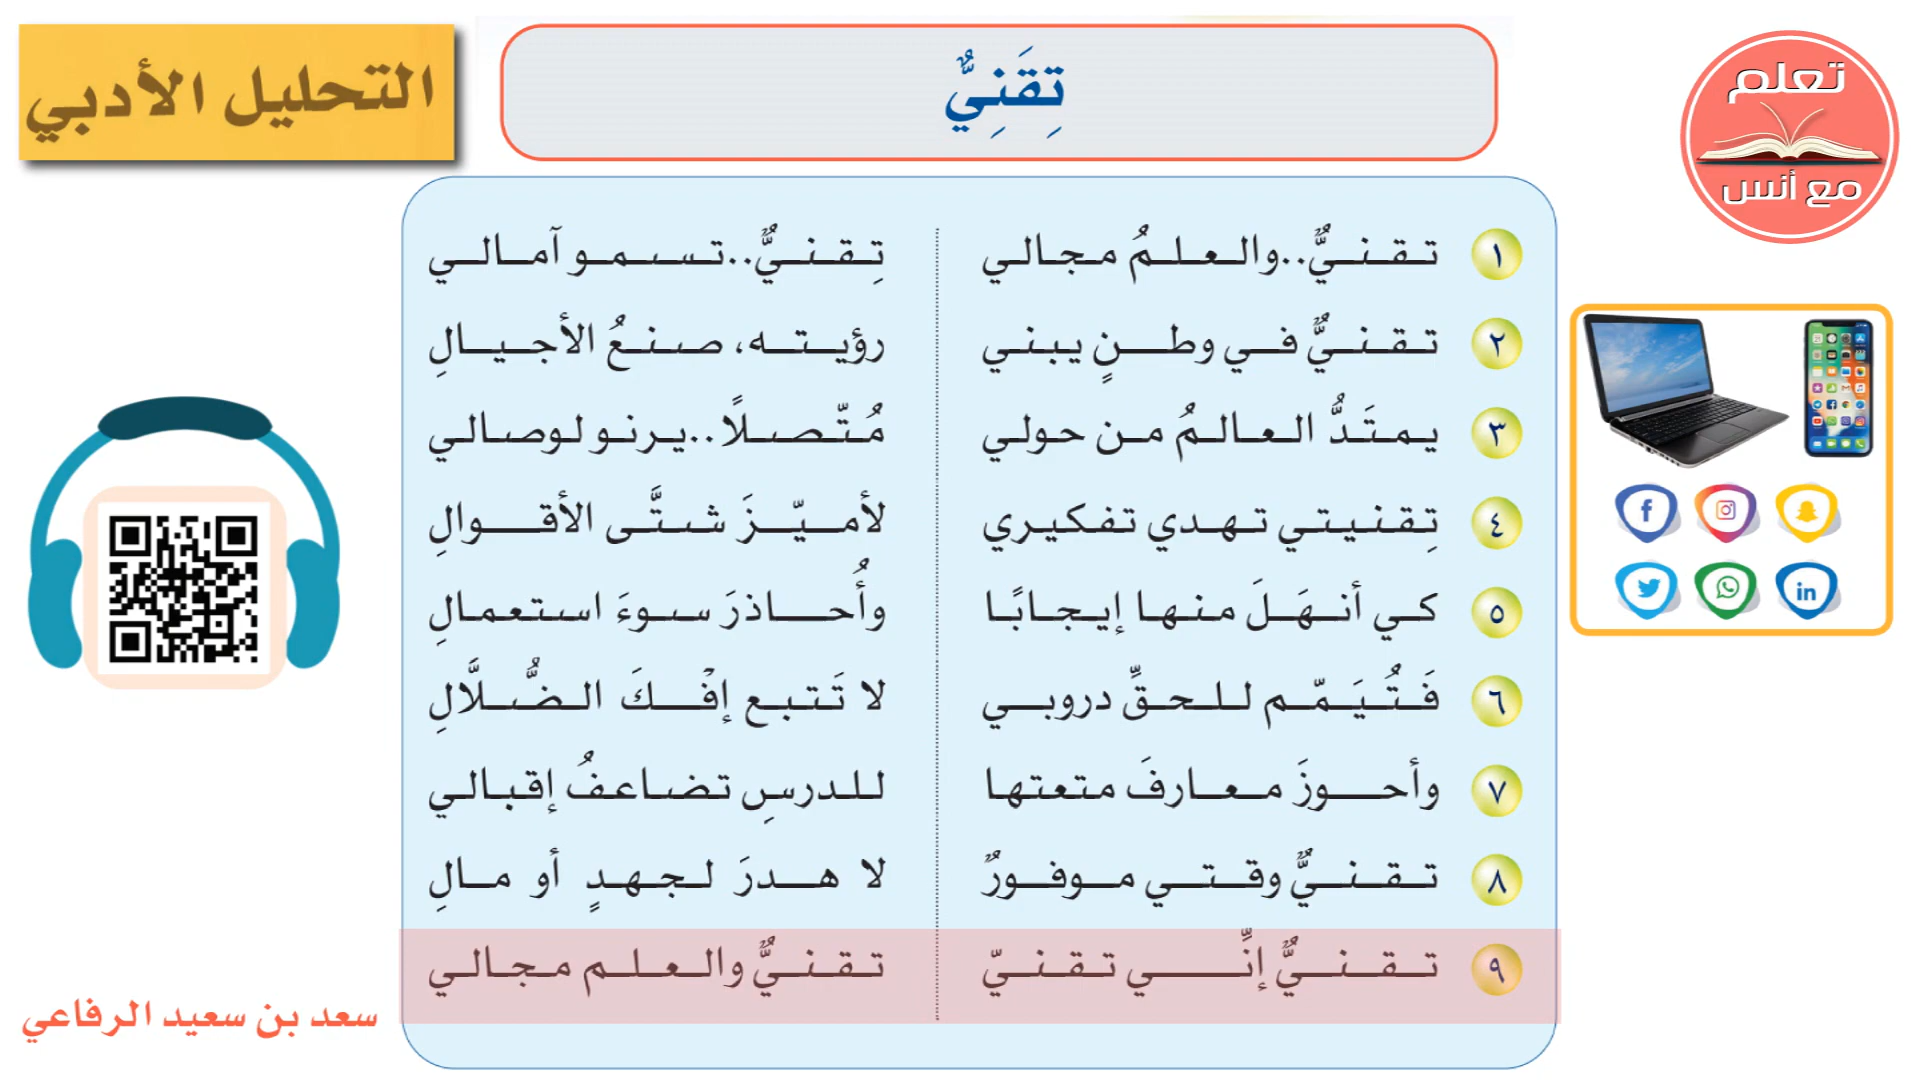 التحليل الأدبي
تِقَنِيٌّ
تعلم
مع أنس
١ تقنيٌّ..والعلمُ مجالي تِقنيٌّ..تسمو آمالي
٢ تقنيٌّ في وطنٍ يبني رؤيته، صنعُ الأجيالِ
٣ يمتَدُّ العالمُ من حولي مُتّصلًا..يرنو لوصالي
٤ تِقنيتي تهدي تفكيري لأميّزَ شتَّى الأقوالِ
٥ كي أنهَلَ منها إيجابًا وأُحاذرَ سوءَ استعمالِ
٦ فَتُيَمّم للحقِّ دروبي لا تَتبع إفْكَ الضُّلَّالِ
٧ وأحوزَ معارفَ متعتها للدرسِ تضاعفُ إقبالي
٨ تقنيٌّ وقتي موفورٌ لا هدرَ لجهدٍ أو مالِ
٩ تقنيٌّ إنِّي تقنيّ تقنيٌّ والعلم مجالي
سعد بن سعيد الرفاعي